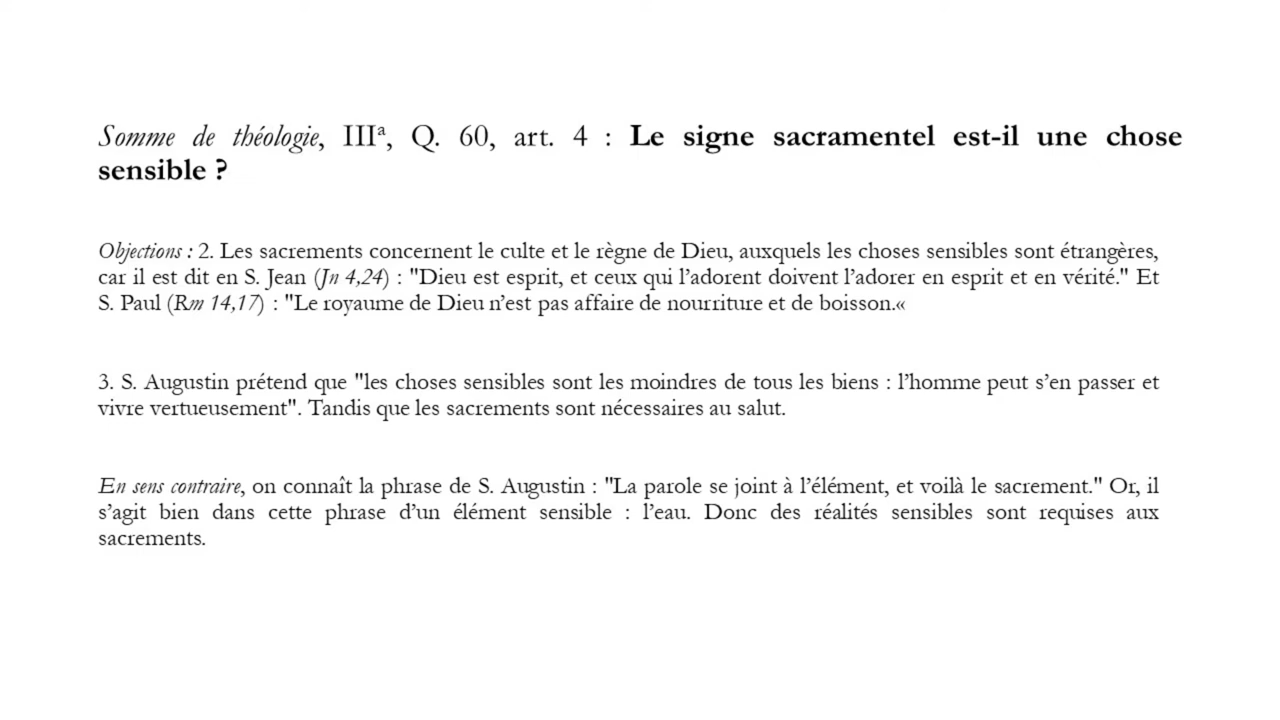 Somme de théologie, IIIª, Q. 60, art. 4 : Le signe sacramentel est-il une chose
sensible ?
Objections : 2. Les sacrements concernent le culte et le règne de Dieu, auxquels les choses sensibles sont étrangères,
car il est dit en S. Jean (Jn 4,24) : "Dieu est esprit, et ceux qui l’adorent doivent l’adorer en esprit et en vérité." Et
S. Paul (Rm 14,17) : "Le royaume de Dieu n’est pas affaire de nourriture et de boisson.«
3. S. Augustin prétend que "les choses sensibles sont les moindres de tous les biens : l’homme peut s’en passer et
vivre vertueusement". Tandis que les sacrements sont nécessaires au salut.
En sens contraire, on connaît la phrase de S. Augustin : "La parole se joint à l’élément, et voilà le sacrement." Or, il
s’agit bien dans cette phrase d’un élément sensible : l’eau. Donc des réalités sensibles sont requises aux
sacrements.